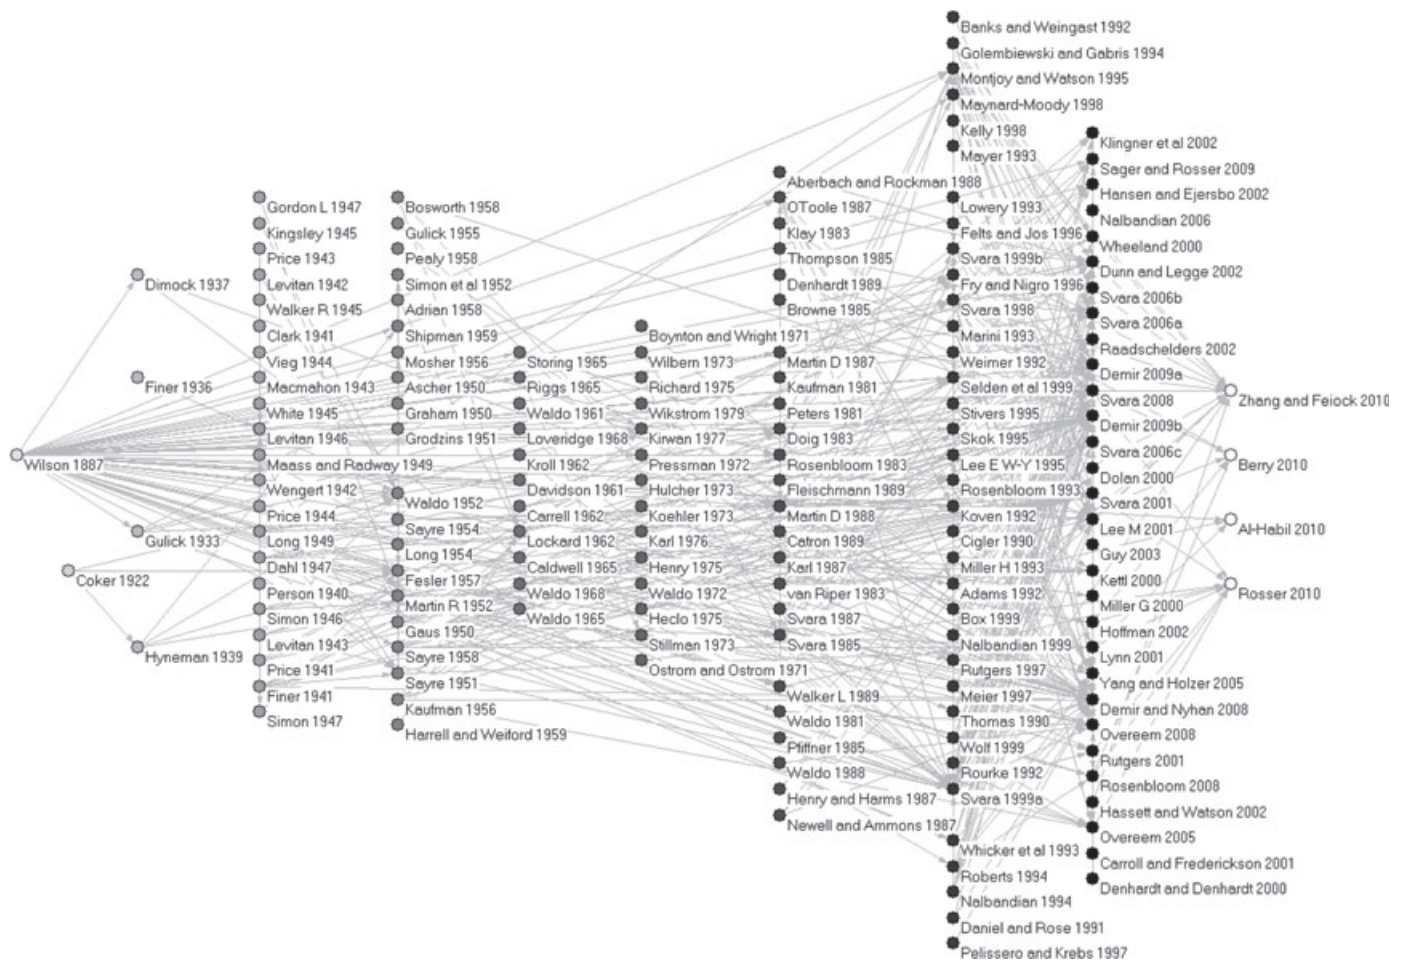 Wilson 1887
Coker 1922
Dimock 1937
Finer 1936
Gulick 1933
Hyneman 1939
Gordon L 1947
Kingsley 1945
Price 1943
Levitan 1942
Walker R 1945
Clark 1941
Vieg 1944
Macmahon 1943
White 1945
Levitan 1946
Maass and Radway 1949
Wengert 1942
Price 1944
Long 1949
Dahl 1947
Person 1940
Simon 1946
Levitan 1943
Price 1941
Finer 1941
Simon 1947
Bosworth 1958
Gulick 1955
Pealy 1958
Simon et al 1952
Adrian 1958
Shipman 1959
Mosher 1956
Ascher 1950
Graham 1950
Grodzins 1951
Waldo 1952
Sayre 1954
Long 1954
Fesler 1957
Martin R 1952
Gaus 1950
Sayre 1958
Sayre 1951
Kaufman 1956
Harrell and Weiford 1959
Storing 1965
Riggs 1965
Waldo 1961
Loveridge 1968
Kroll 1962
Davidson 1961
Carrell 1962
Lockard 1962
Caldwell 1965
Waldo 1968
Waldo 1965
Boynton and Wright 1971
Wilbern 1973
Richard 1975
Wikstrom 1979
Kirwan 1977
Pressman 1972
Hulcher 1973
Koehler 1973
Karl 1976
Henry 1975
Waldo 1972
Heclo 1975
Stillman 1973
Ostrom and Ostrom 1971
Aberbach and Rockman 1988
OToole 1987
Klay 1983
Thompson 1985
Denhardt 1989
Browne 1985
Martin D 1987
Kaufman 1981
Peters 1981
Doig 1983
Rosenbloom 1983
Fleischmann 1989
Martin D 1988
Catron 1989
Karl 1987
van Riper 1983
Svara 1987
Svara 1985
Walker L 1989
Waldo 1981
Pfiffner 1985
Waldo 1988
Henry and Harms 1987
Newell and Ammons 1987
Banks and Weingast 1992
Golembiewski and Gabris 1994
Montjoy and Watson 1995
Maynard-Moody 1998
Kelly 1998
Mayer 1993
Lowery 1993
Felts and Jos 1996
Svara 1999b
Fry and Nigro 1996
Svara 1998
Marini 1993
Weimer 1992
Selden et al 1999
Stivers 1995
Skok 1995
Lee E W-Y 1995
Rosenbloom 1993
Koven 1992
Cigler 1990
Miller H 1993
Adams 1992
Box 1999
Nalbandian 1999
Rutgers 1997
Meier 1997
Thomas 1990
Wolf 1999
Rourke 1992
Svara 1999a
Whicker et al 1993
Roberts 1994
Nalbandian 1994
Daniel and Rose 1991
Pelissero and Krebs 1997
Klingner et al 2002
Sager and Rosser 2009
Hansen and Ejersbo 2002
Nalbandian 2006
Wheeland 2000
Dunn and Legge 2002
Svara 2006b
Svara 2006a
Raadschelders 2002
Demir 2009a
Svara 2008
Demir 2009b
Svara 2006c
Dolan 2000
Svara 2001
Lee M 2001
Guy 2003
Kettl 2000
Miller G 2000
Hoffman 2002
Lynn 2001
Yang and Holzer 2005
Demir and Nyhan 2008
Overeem 2008
Rutgers 2001
Rosenbloom 2008
Hassett and Watson 2002
Overeem 2005
Carroll and Frederickson 2001
Denhardt and Denhardt 2000
Zhang and Feiock 2010
Berry 2010
Al-Habil 2010
Rosser 2010